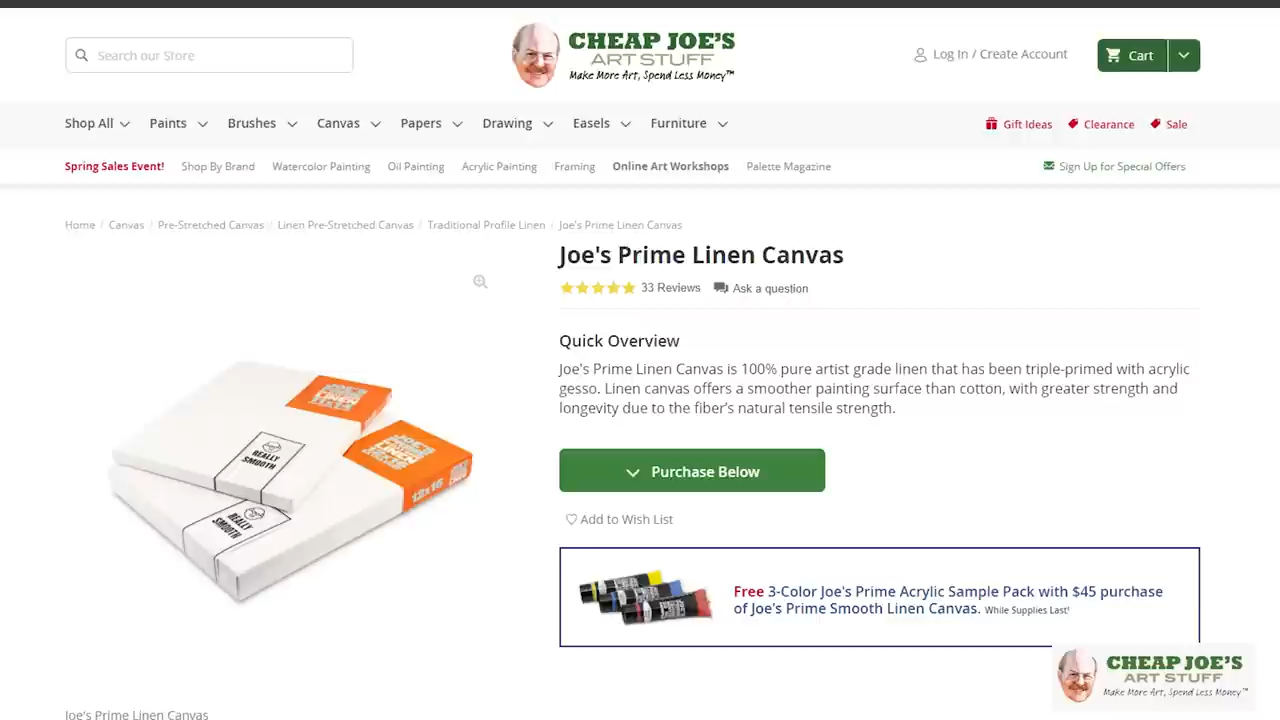 Search our Store
CHEAP JOE'S
ART STUFF
Make More Art, Spend Less Money™
Log In / Create Account
Cart
Shop All
Paints
Brushes
Canvas
Papers
Drawing
Easels
Furniture
Gift Ideas
Clearance
Sale
Spring Sales Event!
Shop By Brand
Watercolor Painting
Oil Painting
Acrylic Painting
Framing
Online Art Workshops
Palette Magazine
Sign Up for Special Offers
Home / Canvas / Pre-Stretched Canvas / Linen Pre-Stretched Canvas / Traditional Profile Linen / Joe's Prime Linen Canvas
Joe's Prime Linen Canvas
33 Reviews
Ask a question
Quick Overview
Joe's Prime Linen Canvas is 100% pure artist grade linen that has been triple-primed with acrylic
gesso. Linen canvas offers a smoother painting surface than cotton, with greater strength and
longevity due to the fiber’s natural tensile strength.
Purchase Below
Add to Wish List
REALLY
SMOOTH
JOE'S
LINEN
12x16
REALLY
SMOOTH
Free 3-Color Joe's Prime Acrylic Sample Pack with $45 purchase
of Joe's Prime Smooth Linen Canvas. While Supplies Last!
CHEAP JOE'S
ART STUFF
Make More Art, Spend Less Money™
Joe's Prime Linen Canvas